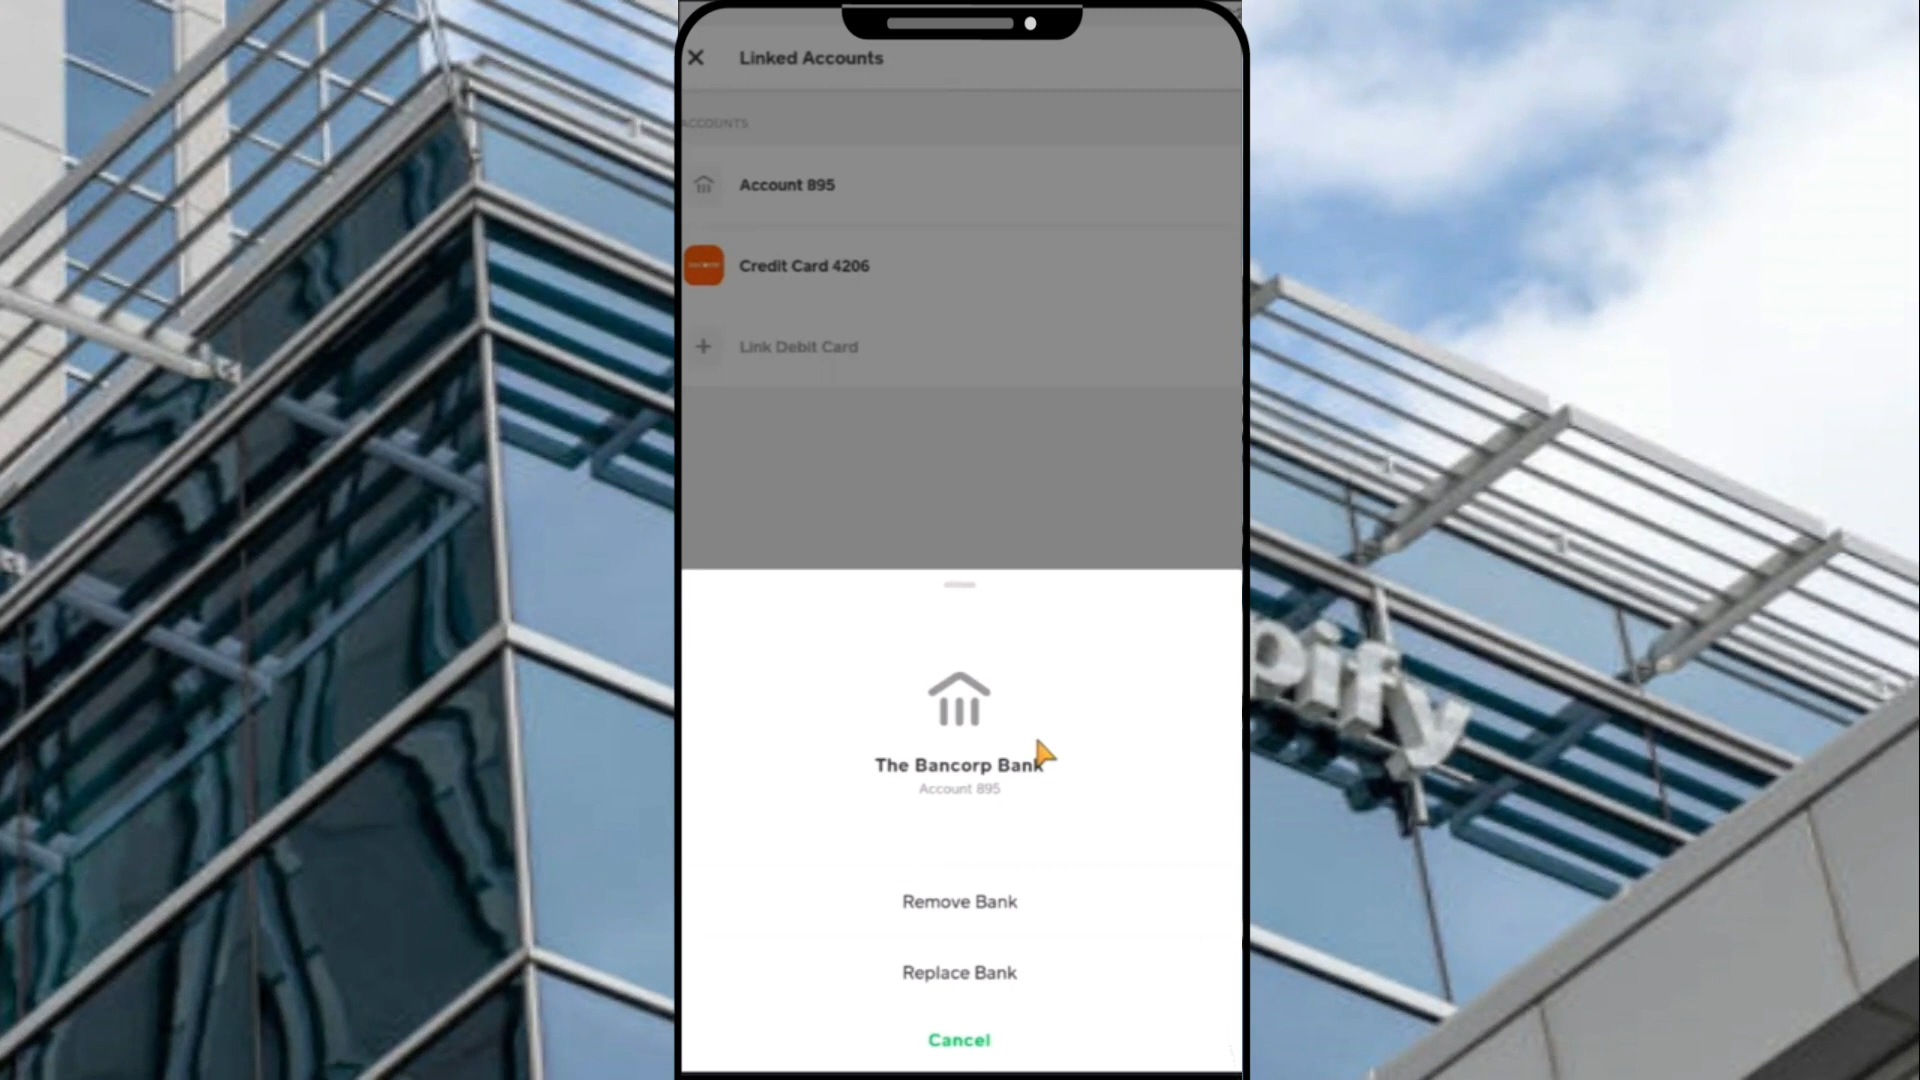 Linked Accounts
ACCOUNTS
Account 895
Credit Card 4206
Link Debit Card
The Bancorp Bank
Account 895
Remove Bank
Replace Bank
Cancel
pify